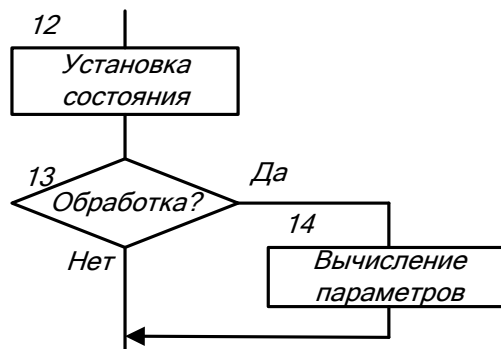 12
Установка
состояния
13
Обработка?
Да
Нет
14
Вычисление
параметров